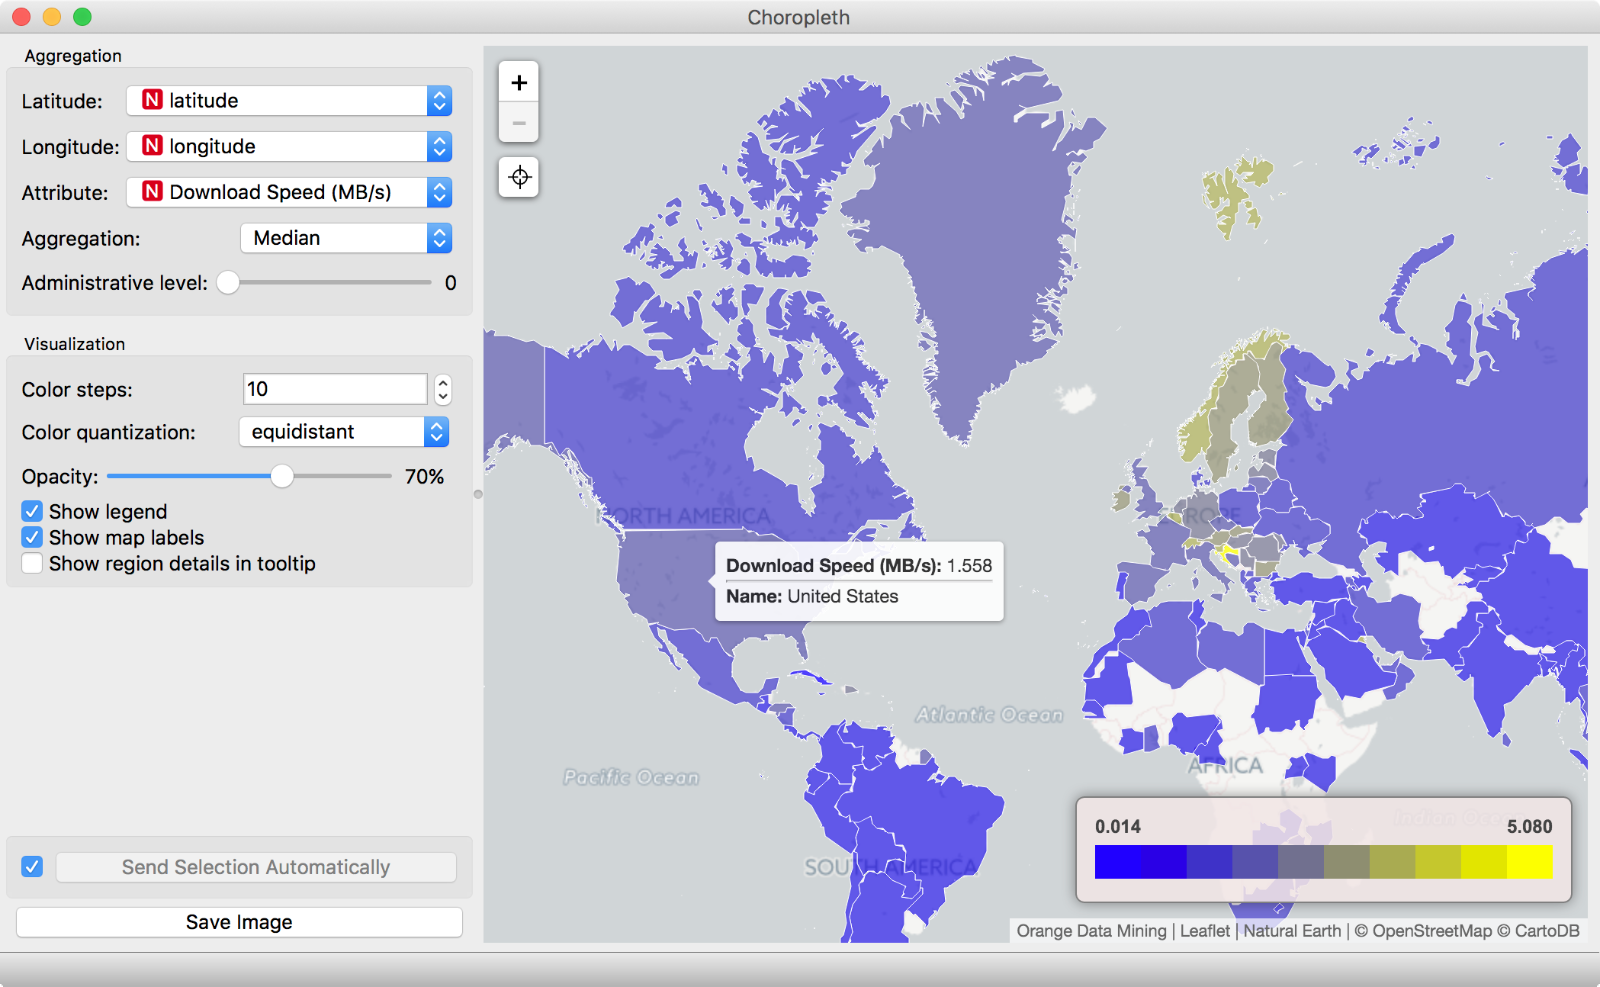 Choropleth
Aggregation
Latitude: N latitude
Longitude: N longitude
Attribute: N Download Speed (MB/s)
Aggregation: Median
Administrative level: 0
Visualization
Color steps: 10
Color quantization: equidistant
Opacity: 70%
Show legend
Show map labels
Show region details in tooltip
Send Selection Automatically
Save Image
+
−
NORTH AMERICA
EUROPE
Download Speed (MB/s): 1.558
Name: United States
Atlantic Ocean
Pacific Ocean
AFRICA
SOUTH AMERICA
0.014 5.080
Orange Data Mining | Leaflet | Natural Earth | © OpenStreetMap © CartoDB